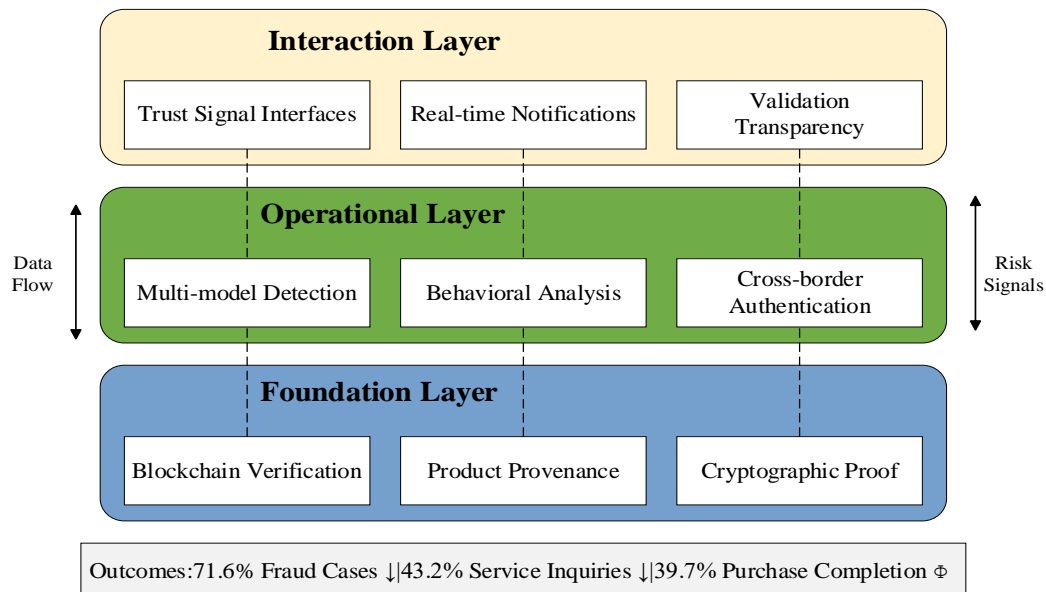 Interaction Layer
Trust Signal Interfaces
Real-time Notifications
Validation
Transparency
Operational Layer
Data
Flow
Multi-model Detection
Behavioral Analysis
Cross-border
Authentication
Risk
Signals
Foundation Layer
Blockchain Verification
Product Provenance
Cryptographic Proof
Outcomes:71.6% Fraud Cases ↓|43.2% Service Inquiries ↓|39.7% Purchase Completion Φ